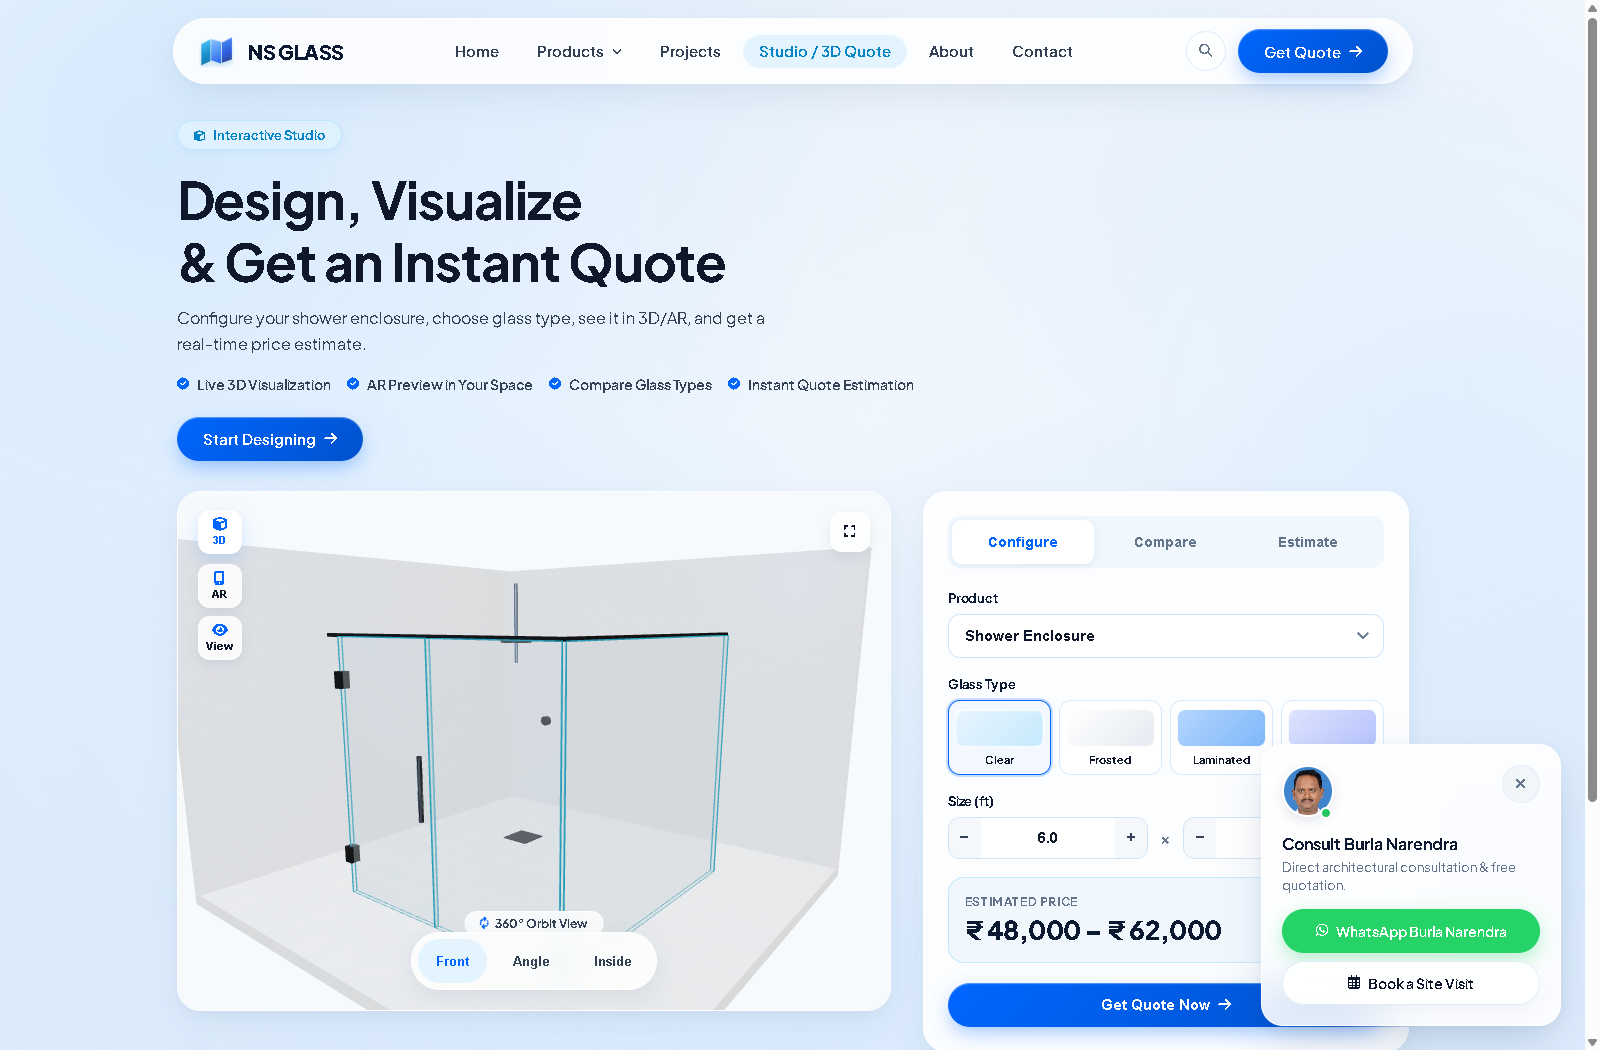 NS GLASS
Home
Products
Projects
Studio / 3D Quote
About
Contact
Get Quote
Interactive Studio
Design, Visualize
& Get an Instant Quote
Configure your shower enclosure, choose glass type, see it in 3D/AR, and get a
real-time price estimate.
Live 3D Visualization
AR Preview in Your Space
Compare Glass Types
Instant Quote Estimation
Start Designing
3D
AR
View
360° Orbit View
Front
Angle
Inside
Configure
Compare
Estimate
Product
Shower Enclosure
Glass Type
Clear
Frosted
Laminated
Size (ft)
− 6.0 + × −
ESTIMATED PRICE
₹48,000 – ₹62,000
Get Quote Now
Consult Burla Narendra
Direct architectural consultation & free
quotation.
WhatsApp Burla Narendra
Book a Site Visit